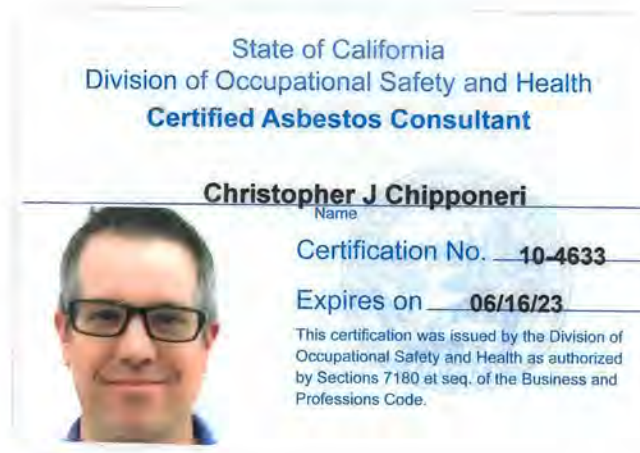 State of California
Division of Occupational Safety and Health
Certified Asbestos Consultant
Christopher J Chipponeri
Name
Certification No. 10-4633
Expires on 06/16/23
This certification was issued by the Division of
Occupational Safety and Health as authorized
by Sections 7180 et seq. of the Business and
Professions Code.